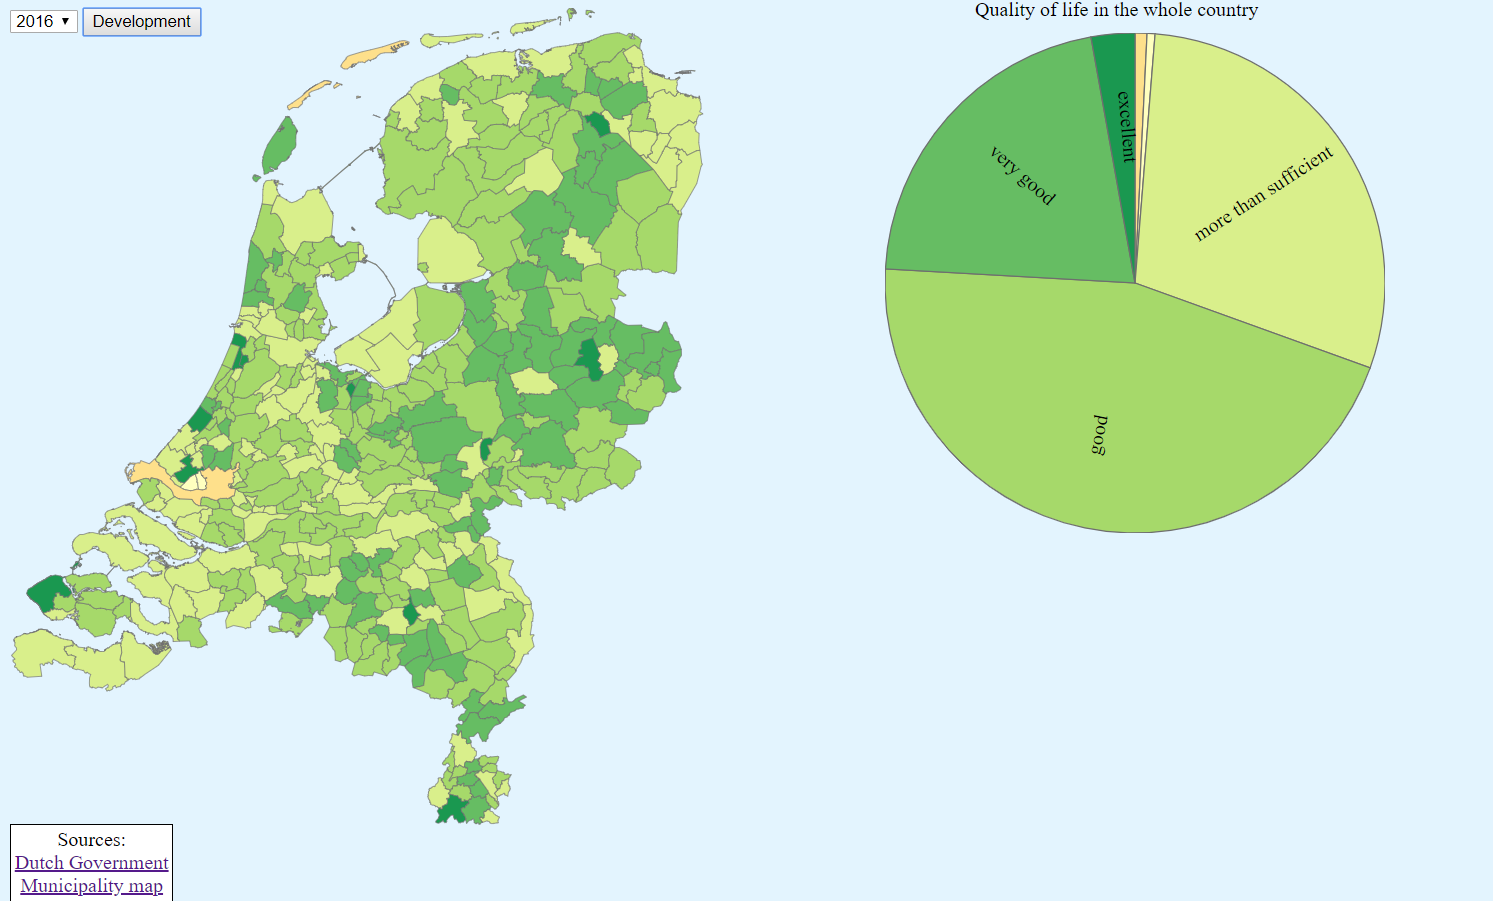 2016 Development
Quality of life in the whole country
excellent
very good
more than sufficient
good
Sources:
Dutch Government
Municipality map